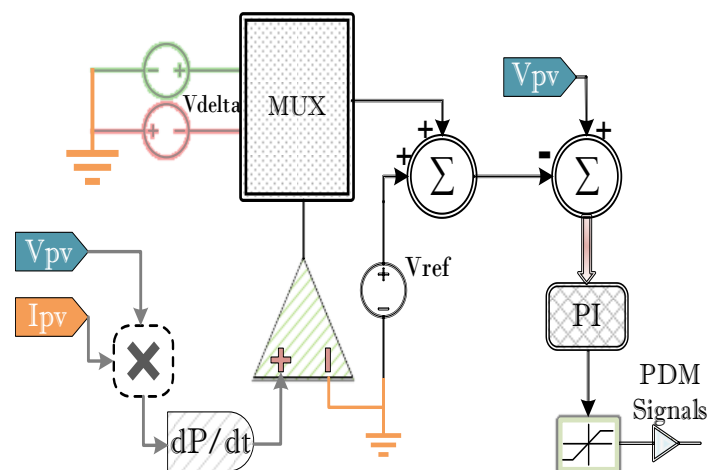 Vpv
Vdelta
MUX
+
+
-
+
Σ
Σ
Vpv
Vref
Ipv
PI
×
dP/dt
PDM
Signals